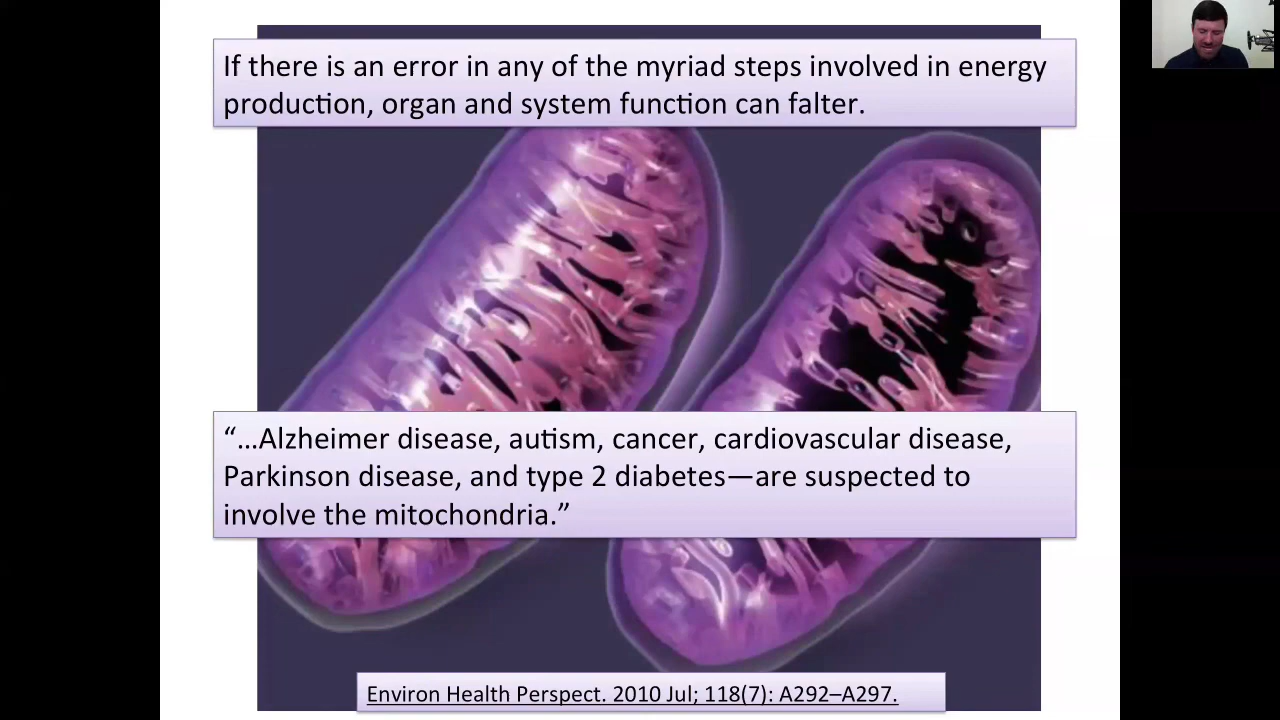 If there is an error in any of the myriad steps involved in energy
production, organ and system function can falter.
“…Alzheimer disease, autism, cancer, cardiovascular disease,
Parkinson disease, and type 2 diabetes—are suspected to
involve the mitochondria.”
Environ Health Perspect. 2010 Jul; 118(7): A292–A297.